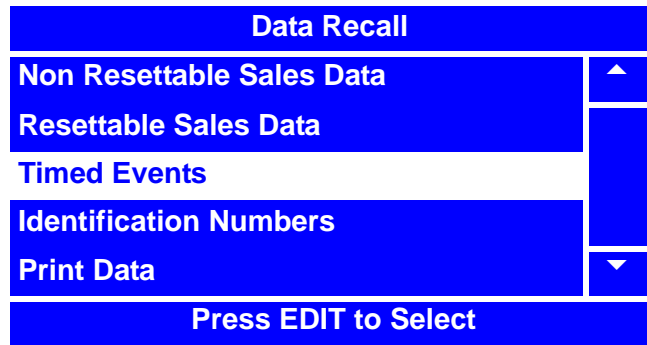 Data Recall
Non Resettable Sales Data
Resettable Sales Data
Timed Events
Identification Numbers
Print Data
Press EDIT to Select